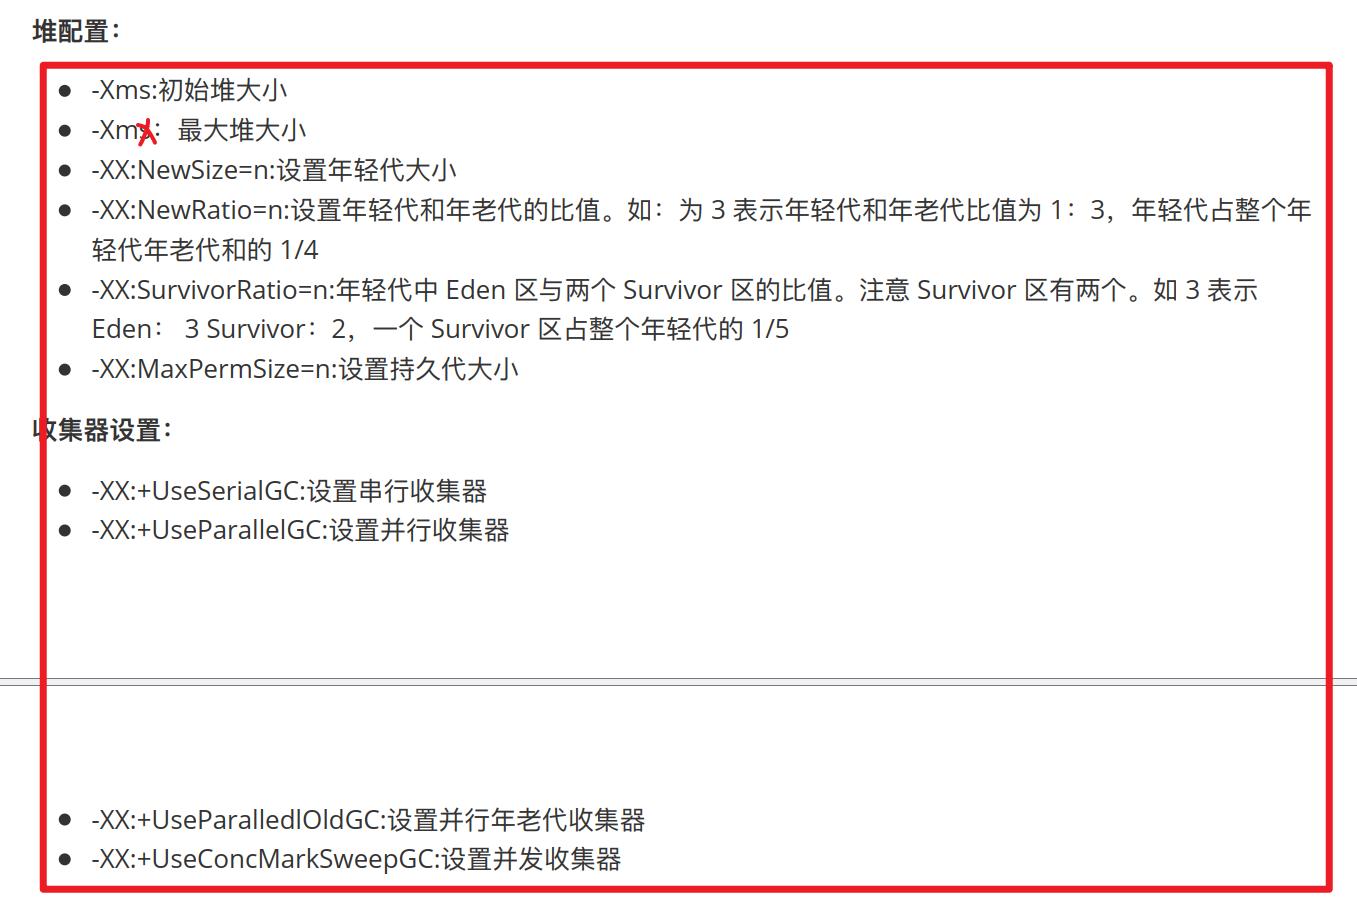 堆配置：
-Xms:初始堆大小
-Xmx：最大堆大小
-XX:NewSize=n:设置年轻代大小
-XX:NewRatio=n:设置年轻代和年老代的比值。如：为 3 表示年轻代和年老代比值为 1：3，年轻代占整个年
轻代年老代和的 1/4
-XX:SurvivorRatio=n:年轻代中 Eden 区与两个 Survivor 区的比值。注意 Survivor 区有两个。如 3 表示
Eden： 3 Survivor：2，一个 Survivor 区占整个年轻代的 1/5
-XX:MaxPermSize=n:设置持久代大小
收集器设置：
-XX:+UseSerialGC:设置串行收集器
-XX:+UseParallelGC:设置并行收集器
-XX:+UseParalledlOldGC:设置并行年老代收集器
-XX:+UseConcMarkSweepGC:设置并发收集器